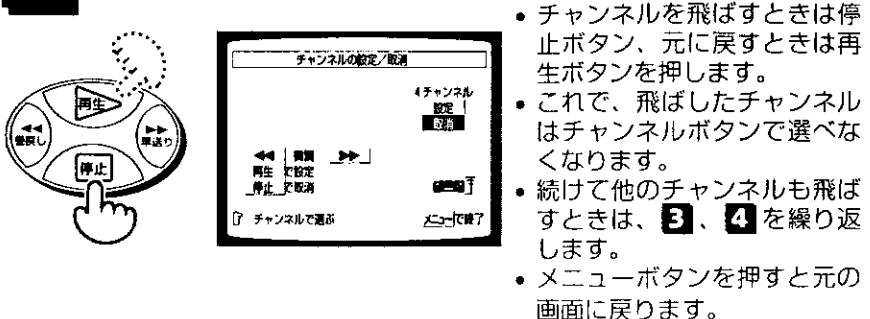 再生
◀◀
巻戻し
▶▶
早送り
停止
チャンネルの設定／取消
4チャンネル
設定
取消
◀◀ 微調 ▶▶
再生 で設定
停止 で取消
チャンネルで選ぶ
メニューで終了
• チャンネルを飛ばすときは停
止ボタン、元に戻すときは再
生ボタンを押します。
• これで、飛ばしたチャンネル
はチャンネルボタンで選べな
くなります。
• 続けて他のチャンネルも飛ば
すときは、3、4を繰り返
します。
• メニューボタンを押すと元の
画面に戻ります。